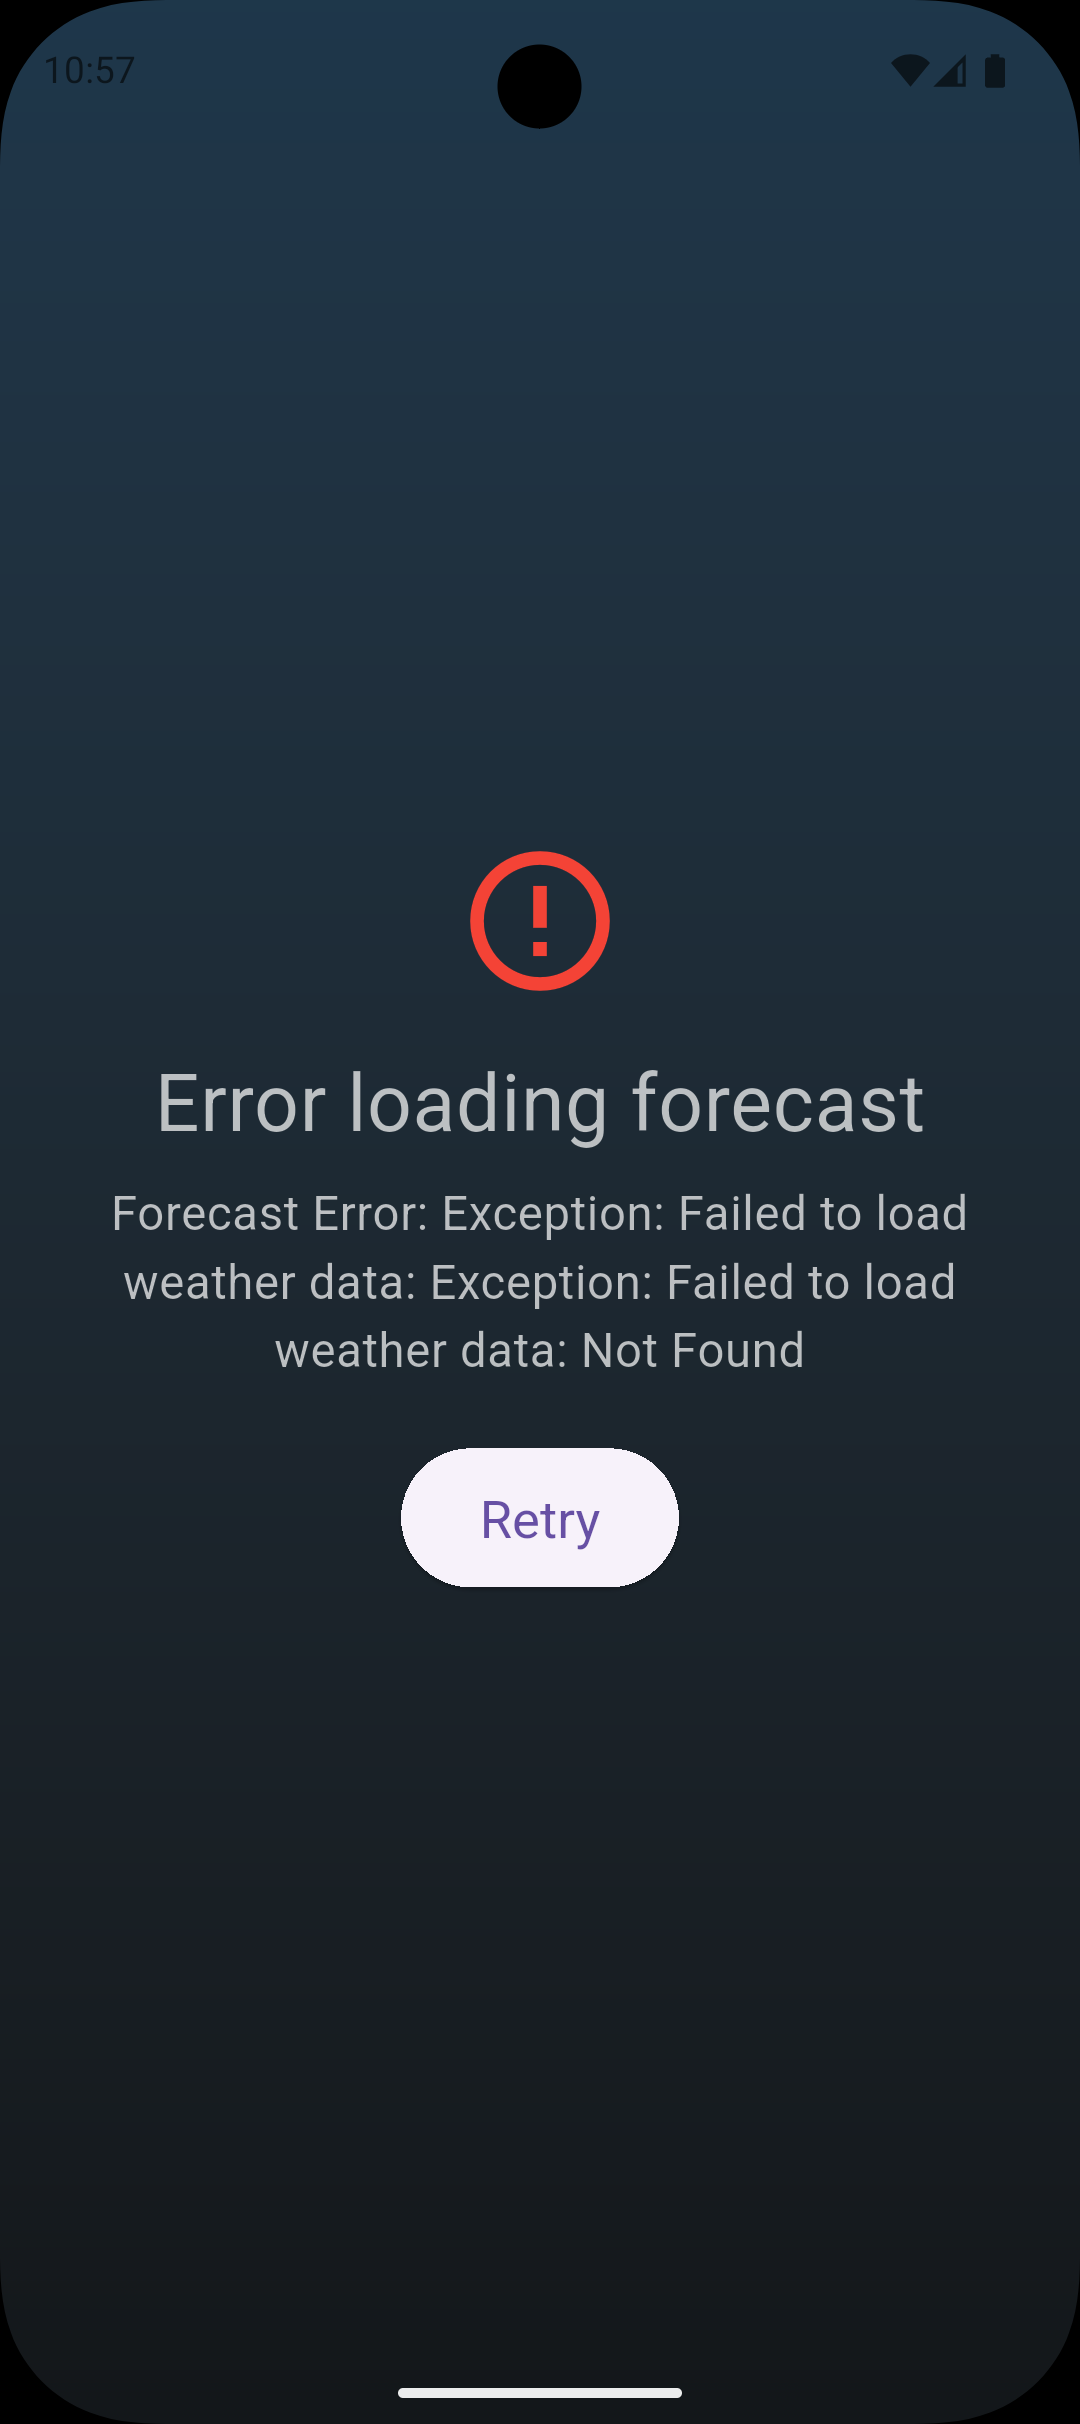 10:57
Error loading forecast
Forecast Error: Exception: Failed to load
weather data: Exception: Failed to load
weather data: Not Found
Retry